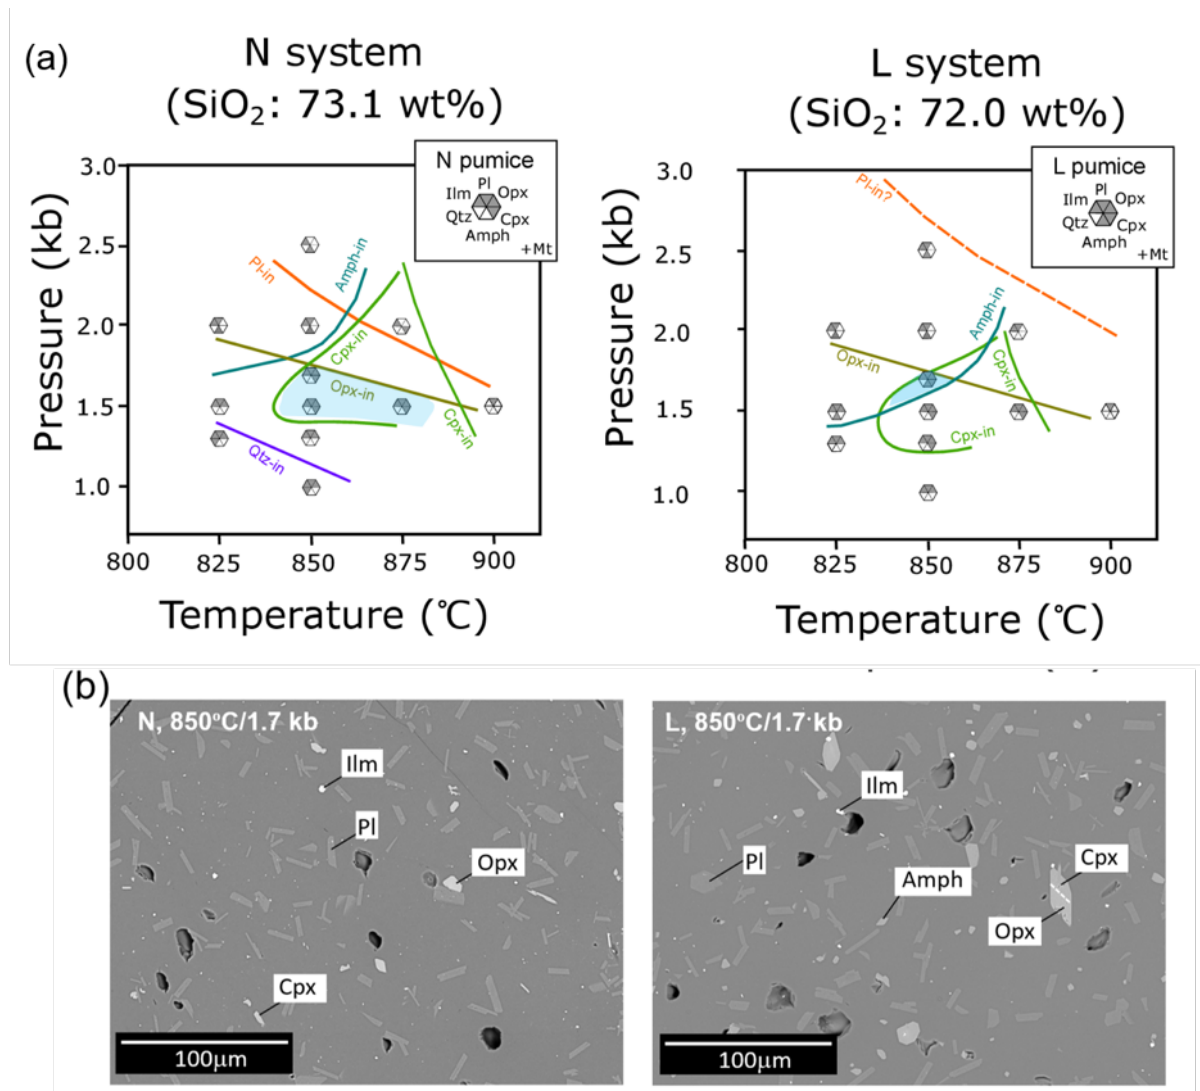 (a)
N system
(SiO₂: 73.1 wt%)
L system
(SiO₂: 72.0 wt%)
N pumice
Pl
Ilm
Opx
Qtz
Cpx
Amph
+Mt
Pressure (kb)
3.0
2.5
2.0
1.5
1.0
Pl-in
Amph-in
Cpx-in
Opx-in
Cpx-in
Qtz-in
800
825
850
875
900
Temperature (℃)
L pumice
Pl
Ilm
Opx
Qtz
Cpx
Amph
+Mt
Pressure (kb)
3.0
2.5
2.0
1.5
1.0
Pl-in?
Amph-in
Opx-in
Cpx-in
Cpx-in
800
825
850
875
900
Temperature (℃)
(b)
N, 850°C/1.7 kb
Ilm
Pl
Opx
Cpx
100μm
L, 850°C/1.7 kb
Ilm
Pl
Amph
Cpx
Opx
100μm